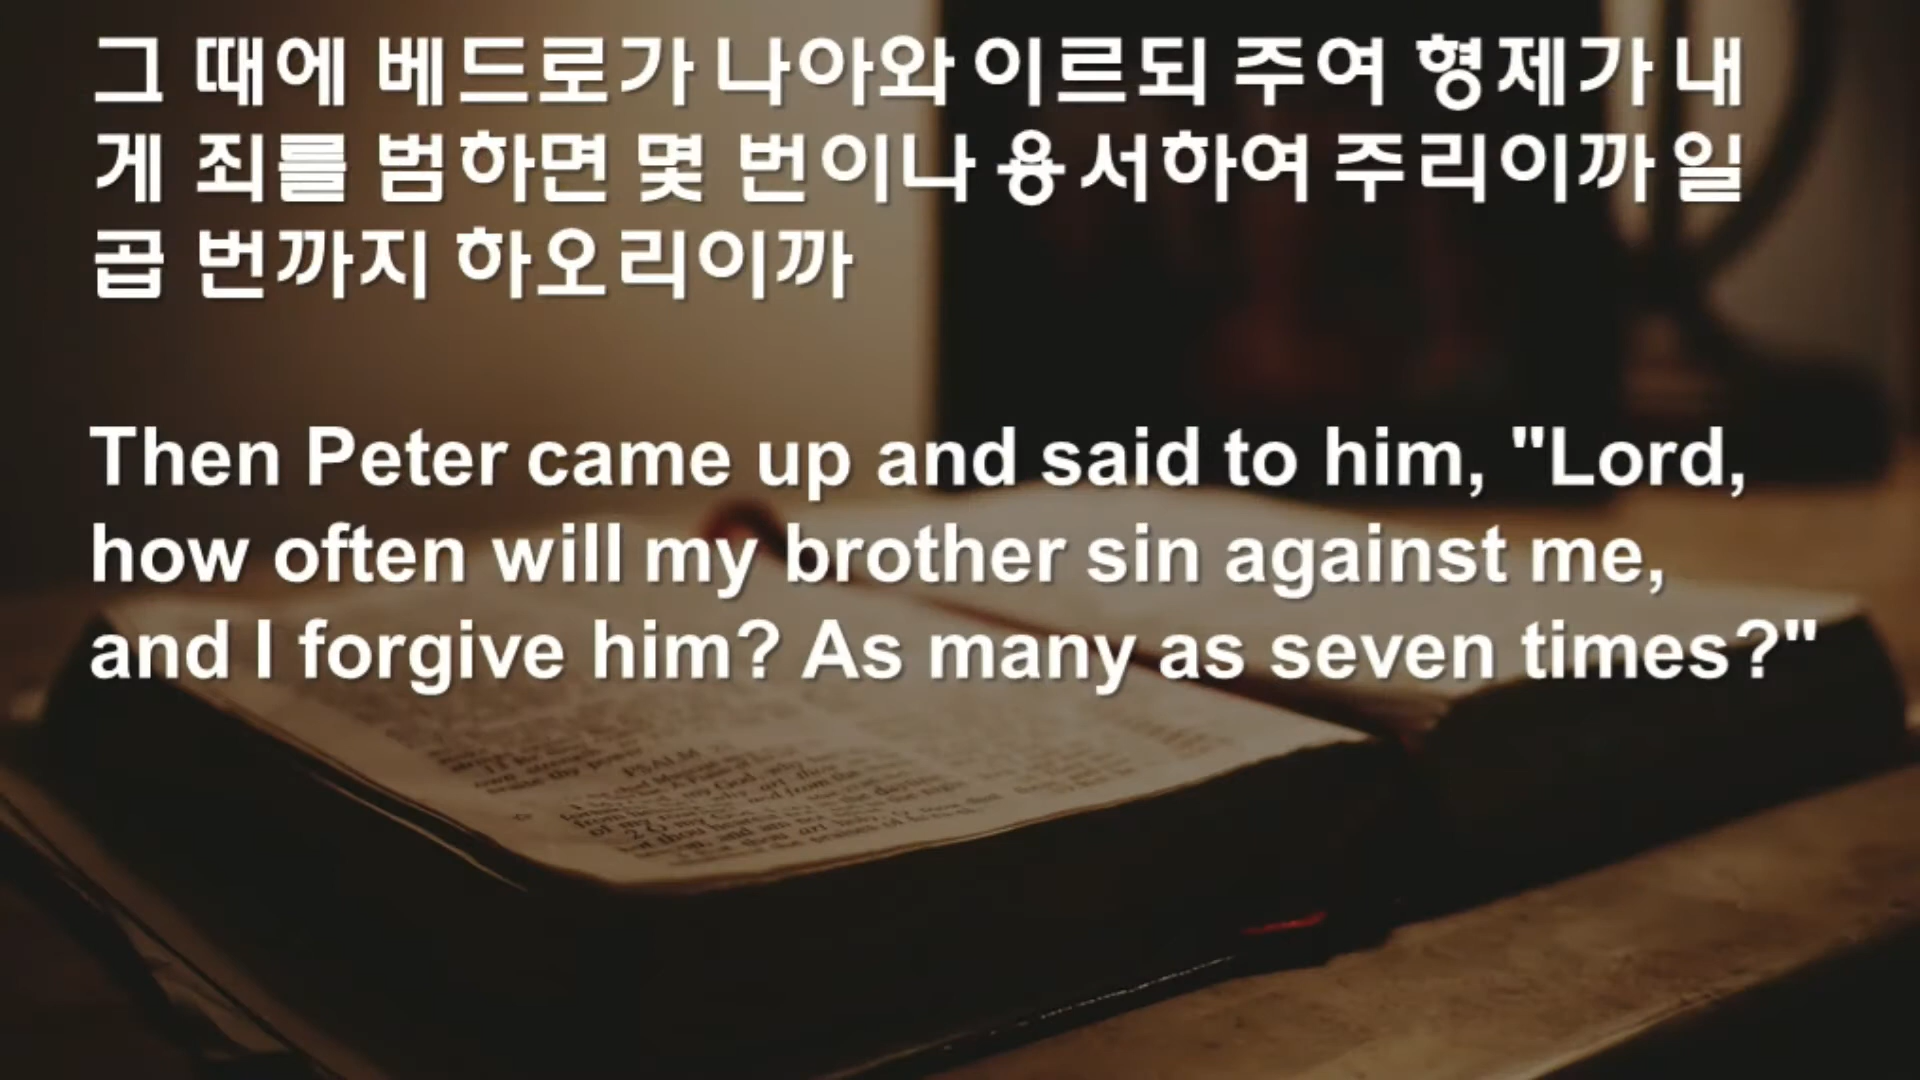 그 때에 베드로가 나아와 이르되 주여 형제가 내
게 죄를 범하면 몇 번이나 용서하여 주리이까 일
곱 번까지 하오리이까
Then Peter came up and said to him, "Lord,
how often will my brother sin against me,
and I forgive him? As many as seven times?"
PSALM